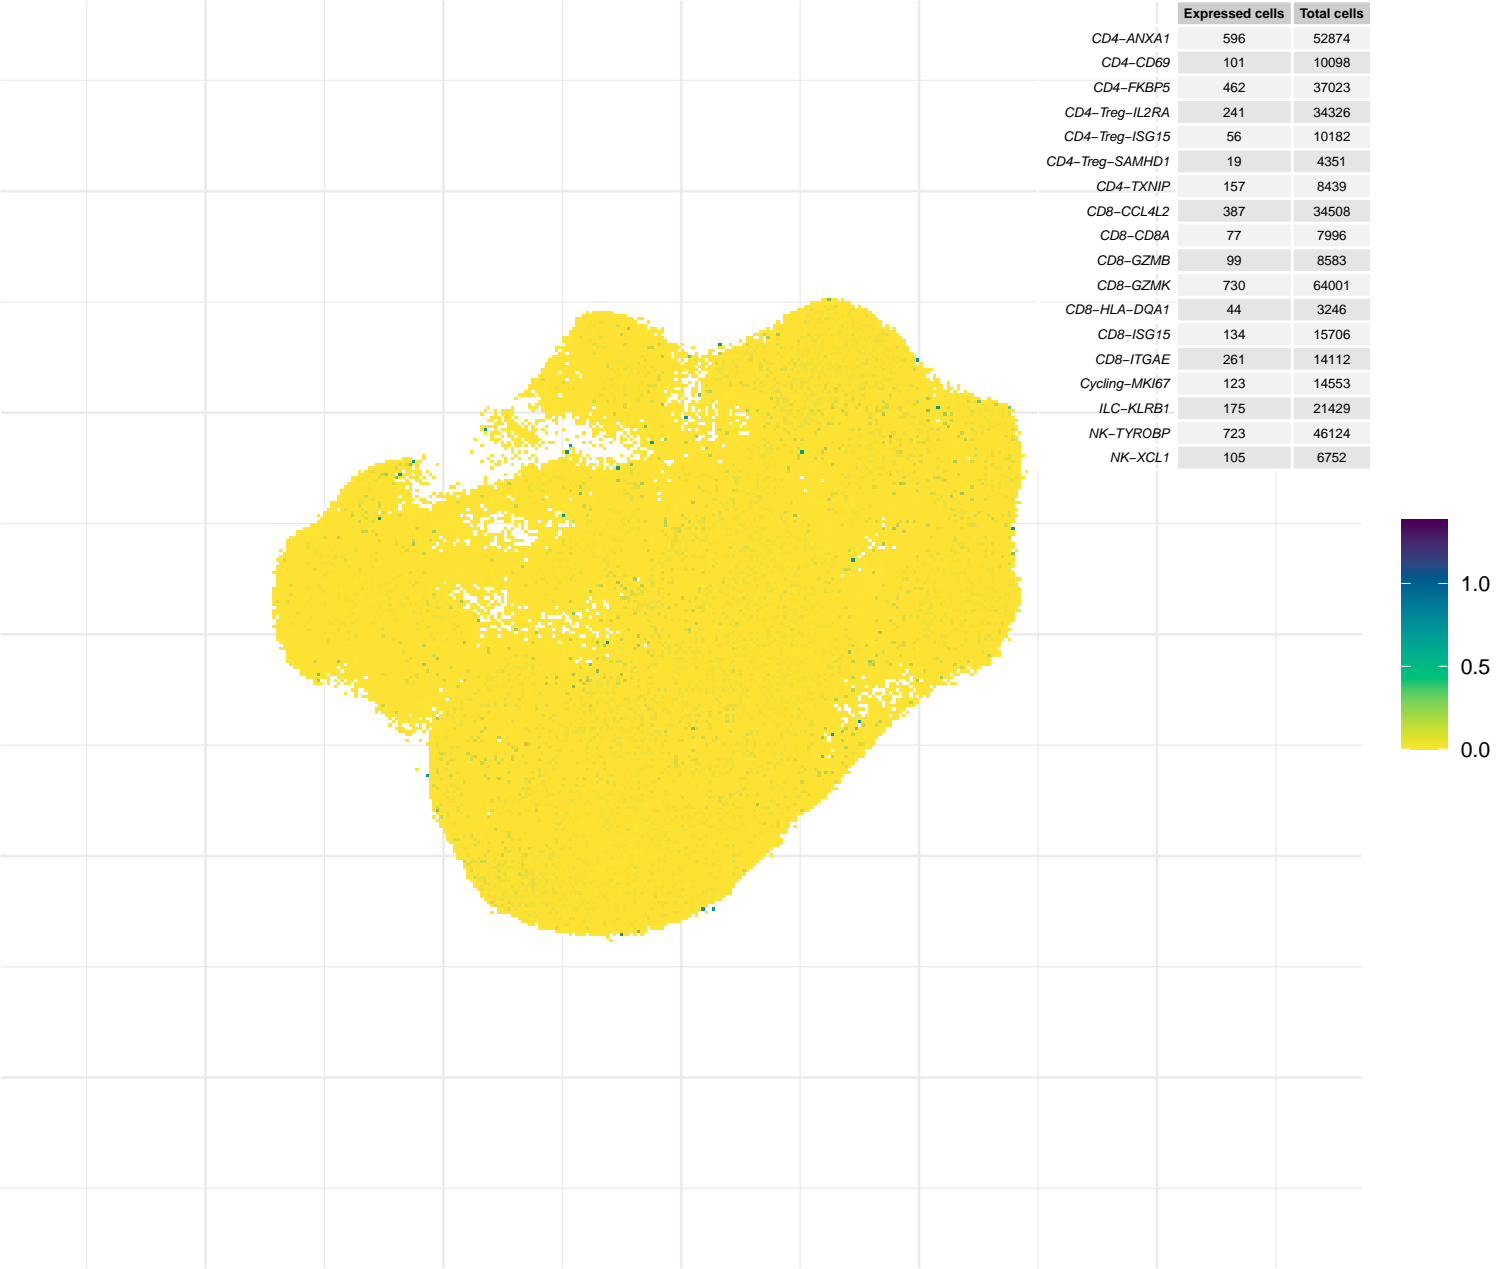 Expressed cells Total cells
CD4−ANXA1 596 52874
CD4−CD69 101 10098
CD4−FKBP5 462 37023
CD4−Treg−IL2RA 241 34326
CD4−Treg−ISG15 56 10182
CD4−Treg−SAMHD1 19 4351
CD4−TXNIP 157 8439
CD8−CCL4L2 387 34508
CD8−CD8A 77 7996
CD8−GZMB 99 8583
CD8−GZMK 730 64001
CD8−HLA−DQA1 44 3246
CD8−ISG15 134 15706
CD8−ITGAE 261 14112
Cycling−MKI67 123 14553
ILC−KLRB1 175 21429
NK−TYROBP 723 46124
NK−XCL1 105 6752
1.0
0.5
0.0